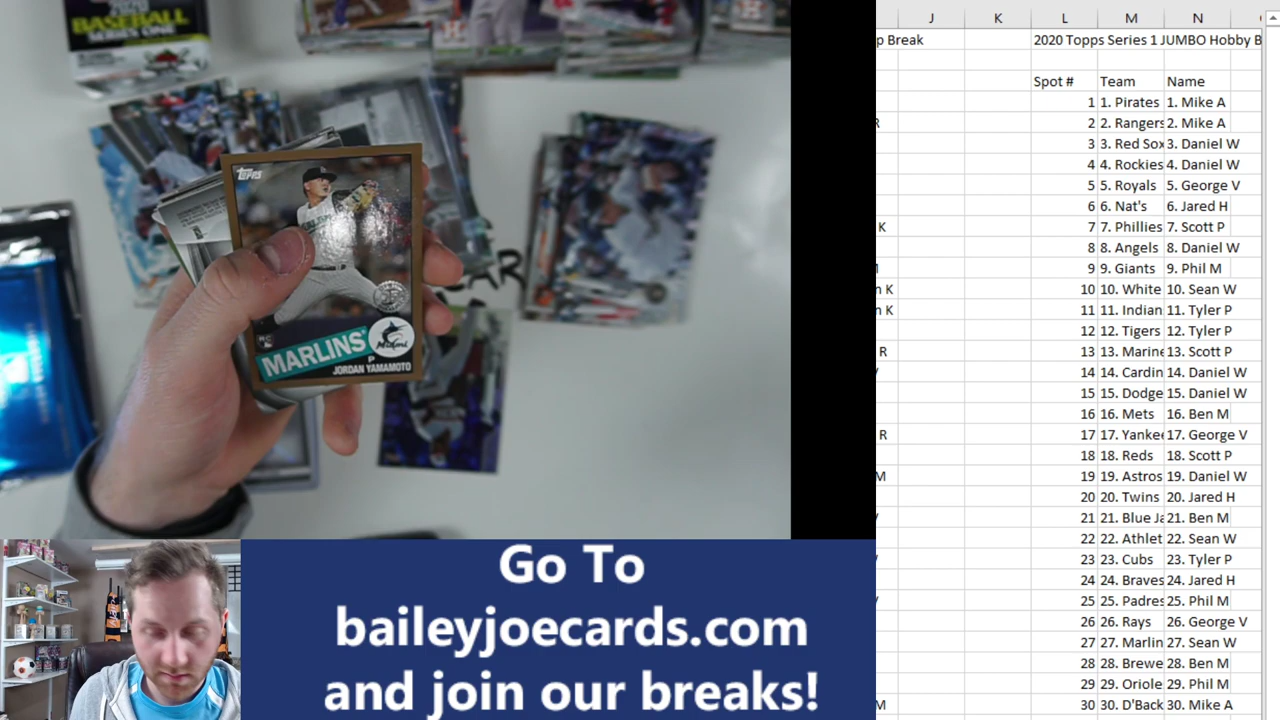 2020
BASEBALL
SERIES ONE
Topps
MARLINS
Miami
P
JORDAN YAMAMOTO
RC
35
CAR
Go To
baileyjoecards.com
and join our breaks!
J K L M N
p Break 2020 Topps Series 1 JUMBO Hobby B
Spot # Team Name
1 1. Pirates 1. Mike A
R 2 2. Rangers 2. Mike A
3 3. Red Sox 3. Daniel W
4 4. Rockies 4. Daniel W
5 5. Royals 5. George V
6 6. Nat's 6. Jared H
K 7 7. Phillies 7. Scott P
8 8. Angels 8. Daniel W
M 9 9. Giants 9. Phil M
n K 10 10. White 10. Sean W
n K 11 11. Indian 11. Tyler P
12 12. Tigers 12. Tyler P
R 13 13. Marine 13. Scott P
14 14. Cardin 14. Daniel W
15 15. Dodge 15. Daniel W
16 16. Mets 16. Ben M
R 17 17. Yankee 17. George V
18 18. Reds 18. Scott P
M 19 19. Astros 19. Daniel W
20 20. Twins 20. Jared H
21 21. Blue Ja 21. Ben M
22 22. Athlet 22. Sean W
23 23. Cubs 23. Tyler P
24 24. Braves 24. Jared H
25 25. Padres 25. Phil M
26 26. Rays 26. George V
27 27. Marlin 27. Sean W
28 28. Brewe 28. Ben M
29 29. Oriole 29. Phil M
M 30 30. D'Back 30. Mike A